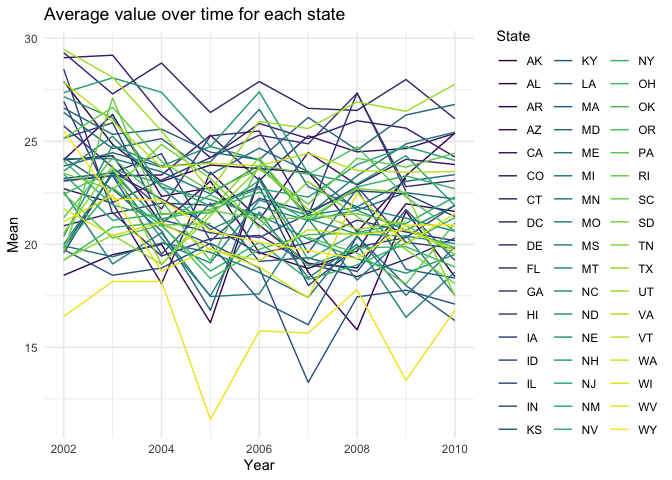 Average value over time for each state
30
25
20
15
Mean
2002
2004
2006
2008
2010
Year
State
AK
AL
AR
AZ
CA
CO
CT
DC
DE
FL
GA
HI
IA
ID
IL
IN
KS
KY
LA
MA
MD
ME
MI
MN
MO
MS
MT
NC
ND
NE
NH
NJ
NM
NV
NY
OH
OK
OR
PA
RI
SC
SD
TN
TX
UT
VA
VT
WA
WI
WV
WY